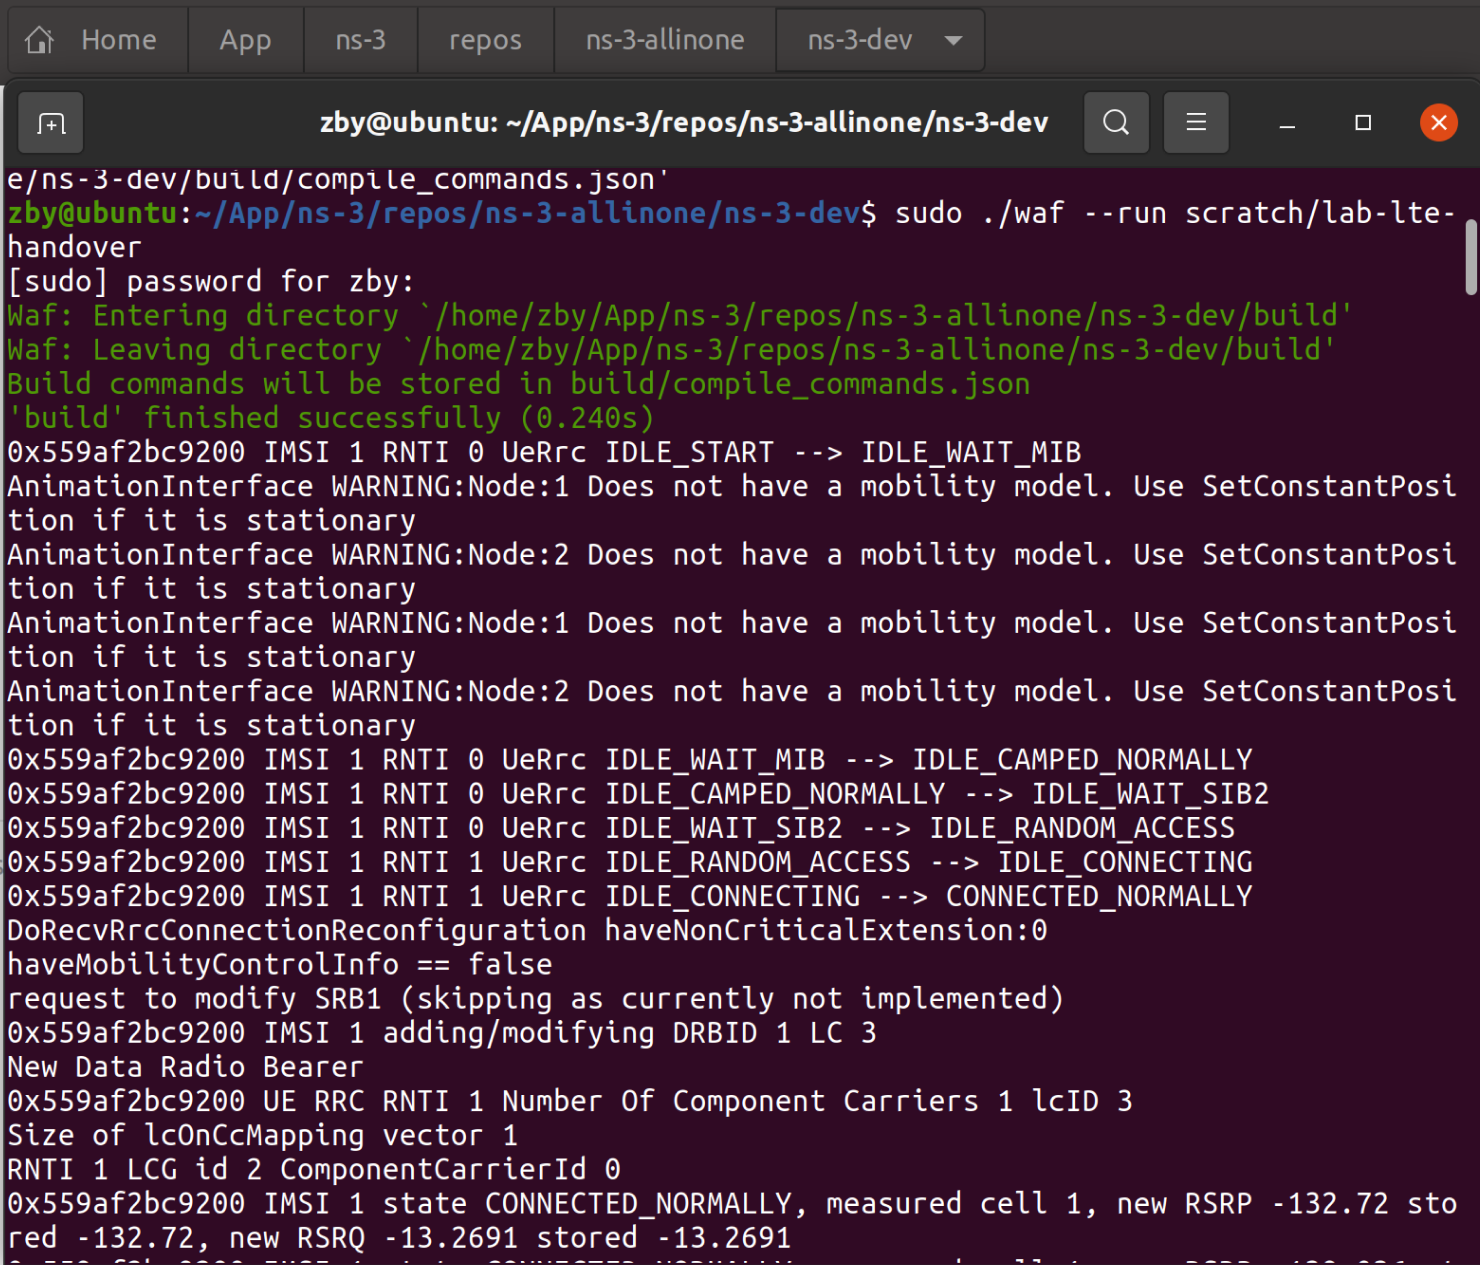 Home App ns-3 repos ns-3-allinone ns-3-dev
zby@ubuntu: ~/App/ns-3/repos/ns-3-allinone/ns-3-dev
e/ns-3-dev/build/compile_commands.json'
zby@ubuntu:~/App/ns-3/repos/ns-3-allinone/ns-3-dev$ sudo ./waf --run scratch/lab-lte-
handover
[sudo] password for zby:
Waf: Entering directory `/home/zby/App/ns-3/repos/ns-3-allinone/ns-3-dev/build'
Waf: Leaving directory `/home/zby/App/ns-3/repos/ns-3-allinone/ns-3-dev/build'
Build commands will be stored in build/compile_commands.json
'build' finished successfully (0.240s)
0x559af2bc9200 IMSI 1 RNTI 0 UeRrc IDLE_START --> IDLE_WAIT_MIB
AnimationInterface WARNING:Node:1 Does not have a mobility model. Use SetConstantPosi
tion if it is stationary
AnimationInterface WARNING:Node:2 Does not have a mobility model. Use SetConstantPosi
tion if it is stationary
AnimationInterface WARNING:Node:1 Does not have a mobility model. Use SetConstantPosi
tion if it is stationary
AnimationInterface WARNING:Node:2 Does not have a mobility model. Use SetConstantPosi
tion if it is stationary
0x559af2bc9200 IMSI 1 RNTI 0 UeRrc IDLE_WAIT_MIB --> IDLE_CAMPED_NORMALLY
0x559af2bc9200 IMSI 1 RNTI 0 UeRrc IDLE_CAMPED_NORMALLY --> IDLE_WAIT_SIB2
0x559af2bc9200 IMSI 1 RNTI 0 UeRrc IDLE_WAIT_SIB2 --> IDLE_RANDOM_ACCESS
0x559af2bc9200 IMSI 1 RNTI 1 UeRrc IDLE_RANDOM_ACCESS --> IDLE_CONNECTING
0x559af2bc9200 IMSI 1 RNTI 1 UeRrc IDLE_CONNECTING --> CONNECTED_NORMALLY
DoRecvRrcConnectionReconfiguration haveNonCriticalExtension:0
haveMobilityControlInfo == false
request to modify SRB1 (skipping as currently not implemented)
0x559af2bc9200 IMSI 1 adding/modifying DRBID 1 LC 3
New Data Radio Bearer
0x559af2bc9200 UE RRC RNTI 1 Number Of Component Carriers 1 lcID 3
Size of lcOnCcMapping vector 1
RNTI 1 LCG id 2 ComponentCarrierId 0
0x559af2bc9200 IMSI 1 state CONNECTED_NORMALLY, measured cell 1, new RSRP -132.72 sto
red -132.72, new RSRQ -13.2691 stored -13.2691